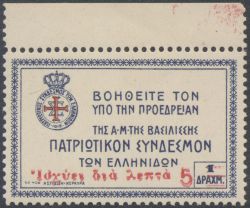 ΒΟΗΘΕΙΤΕ ΤΟΝ
ΥΠΟ ΤΗΝ ΠΡΟΕΔΡΕΙΑΝ
ΤΗΣ Α·Μ·ΤΗΣ ΒΑΣΙΛΙΣΣΗΣ
ΠΑΤΡΙΩΤΙΚΟΝ ΣΥΝΔΕΣΜΟΝ
ΤΩΝ ΕΛΛΗΝΙΔΩΝ
Ἰσχύει διὰ λεπτὰ 5
1
ΔΡΑΧΜ.